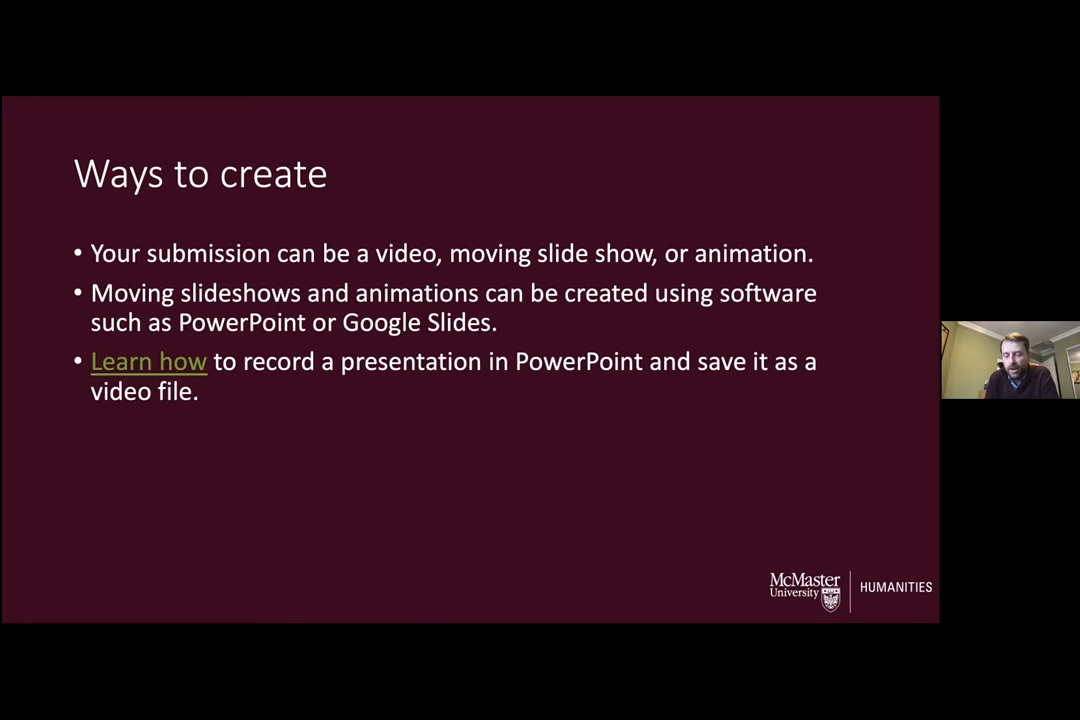 Ways to create
• Your submission can be a video, moving slide show, or animation.
• Moving slideshows and animations can be created using software
such as PowerPoint or Google Slides.
• Learn how to record a presentation in PowerPoint and save it as a
video file.
McMaster
University
HUMANITIES